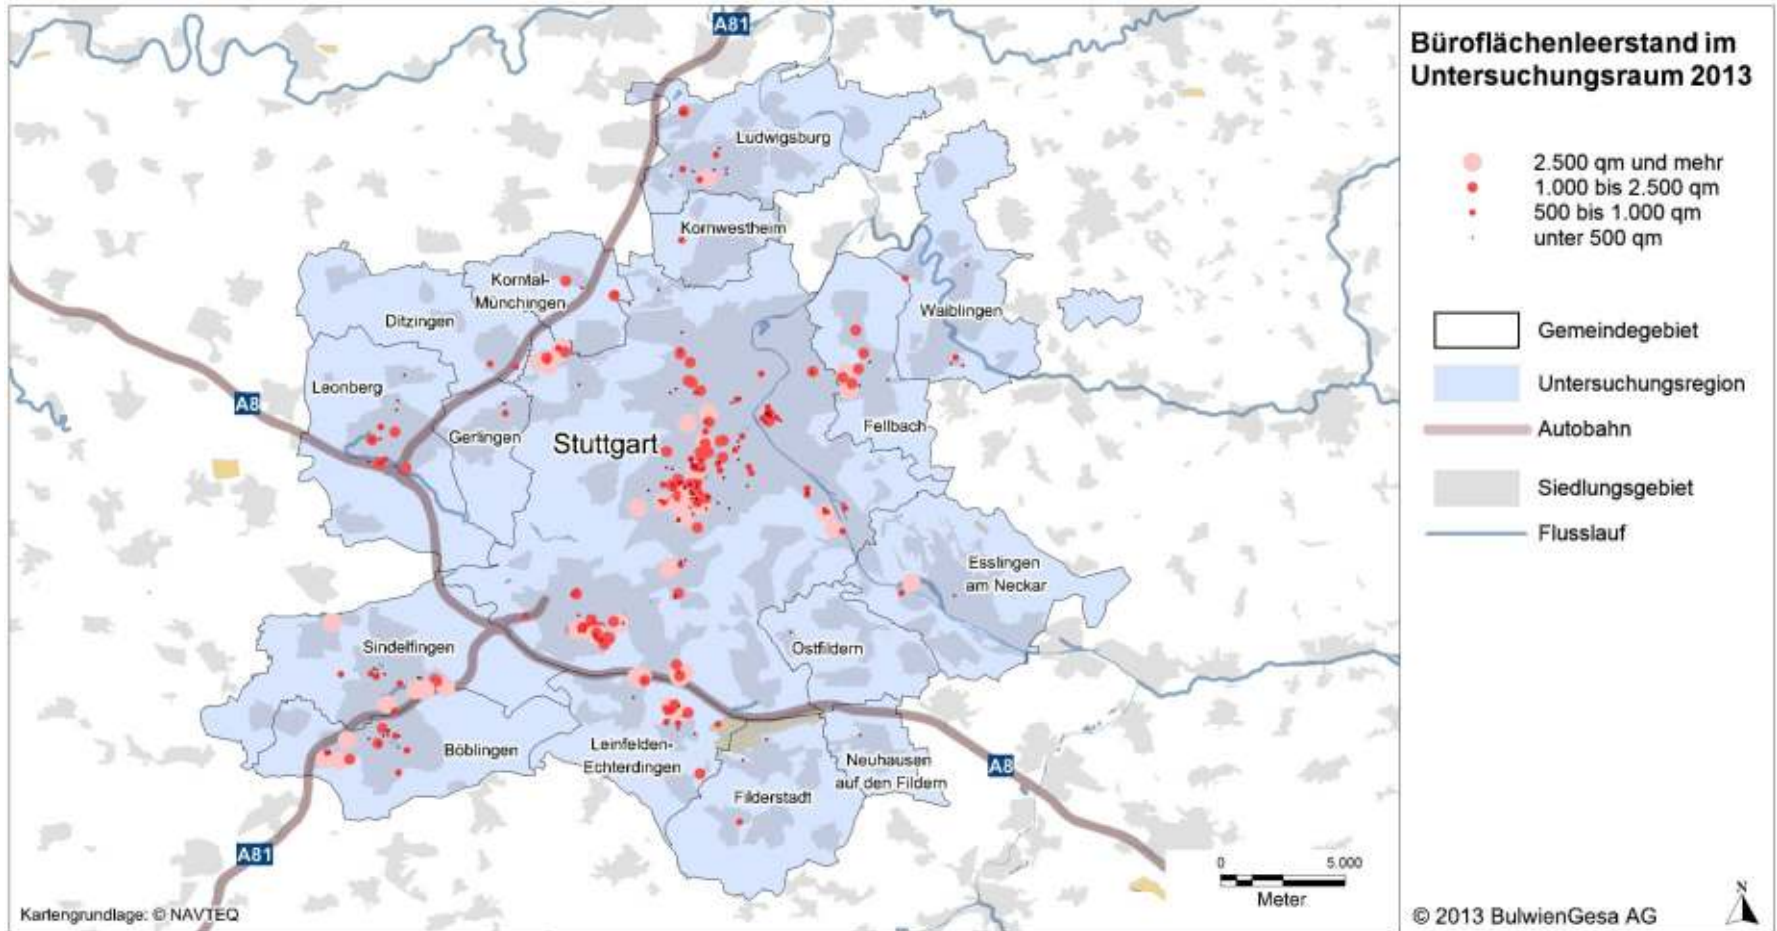 A81
Büroflächenleerstand im
Untersuchungsraum 2013
Ludwigsburg
2.500 qm und mehr
1.000 bis 2.500 qm
500 bis 1.000 qm
unter 500 qm
Kornwestheim
Korntal-
Münchingen
Ditzingen
Waiblingen
Gemeindegebiet
Leonberg
Untersuchungsregion
A8
Gerlingen
Stuttgart
Fellbach
Autobahn
Siedlungsgebiet
Flusslauf
Esslingen
am Neckar
Sindelfingen
Ostfildern
Böblingen
Leinfelden-
Echterdingen
Neuhausen
auf den Fildern
A8
Filderstadt
A81
0 5.000
Meter
Kartengrundlage: © NAVTEQ
© 2013 BulwienGesa AG
N